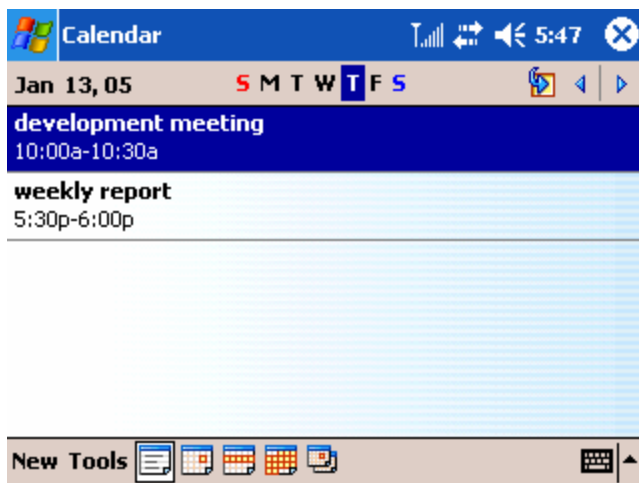 Calendar 5:47
Jan 13, 05 S M T W T F S
development meeting
10:00a-10:30a
weekly report
5:30p-6:00p
New Tools